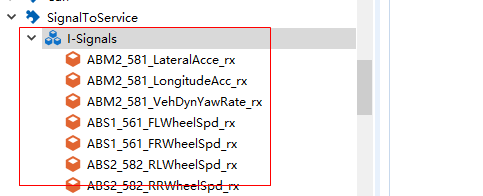 SignalToService
I-Signals
ABM2_581_LateralAcce_rx
ABM2_581_LongitudeAcc_rx
ABM2_581_VehDynYawRate_rx
ABS1_561_FLWheelSpd_rx
ABS1_561_FRWheelSpd_rx
ABS2_582_RLWheelSpd_rx
ABS2_582_RRWheelSpd_rx